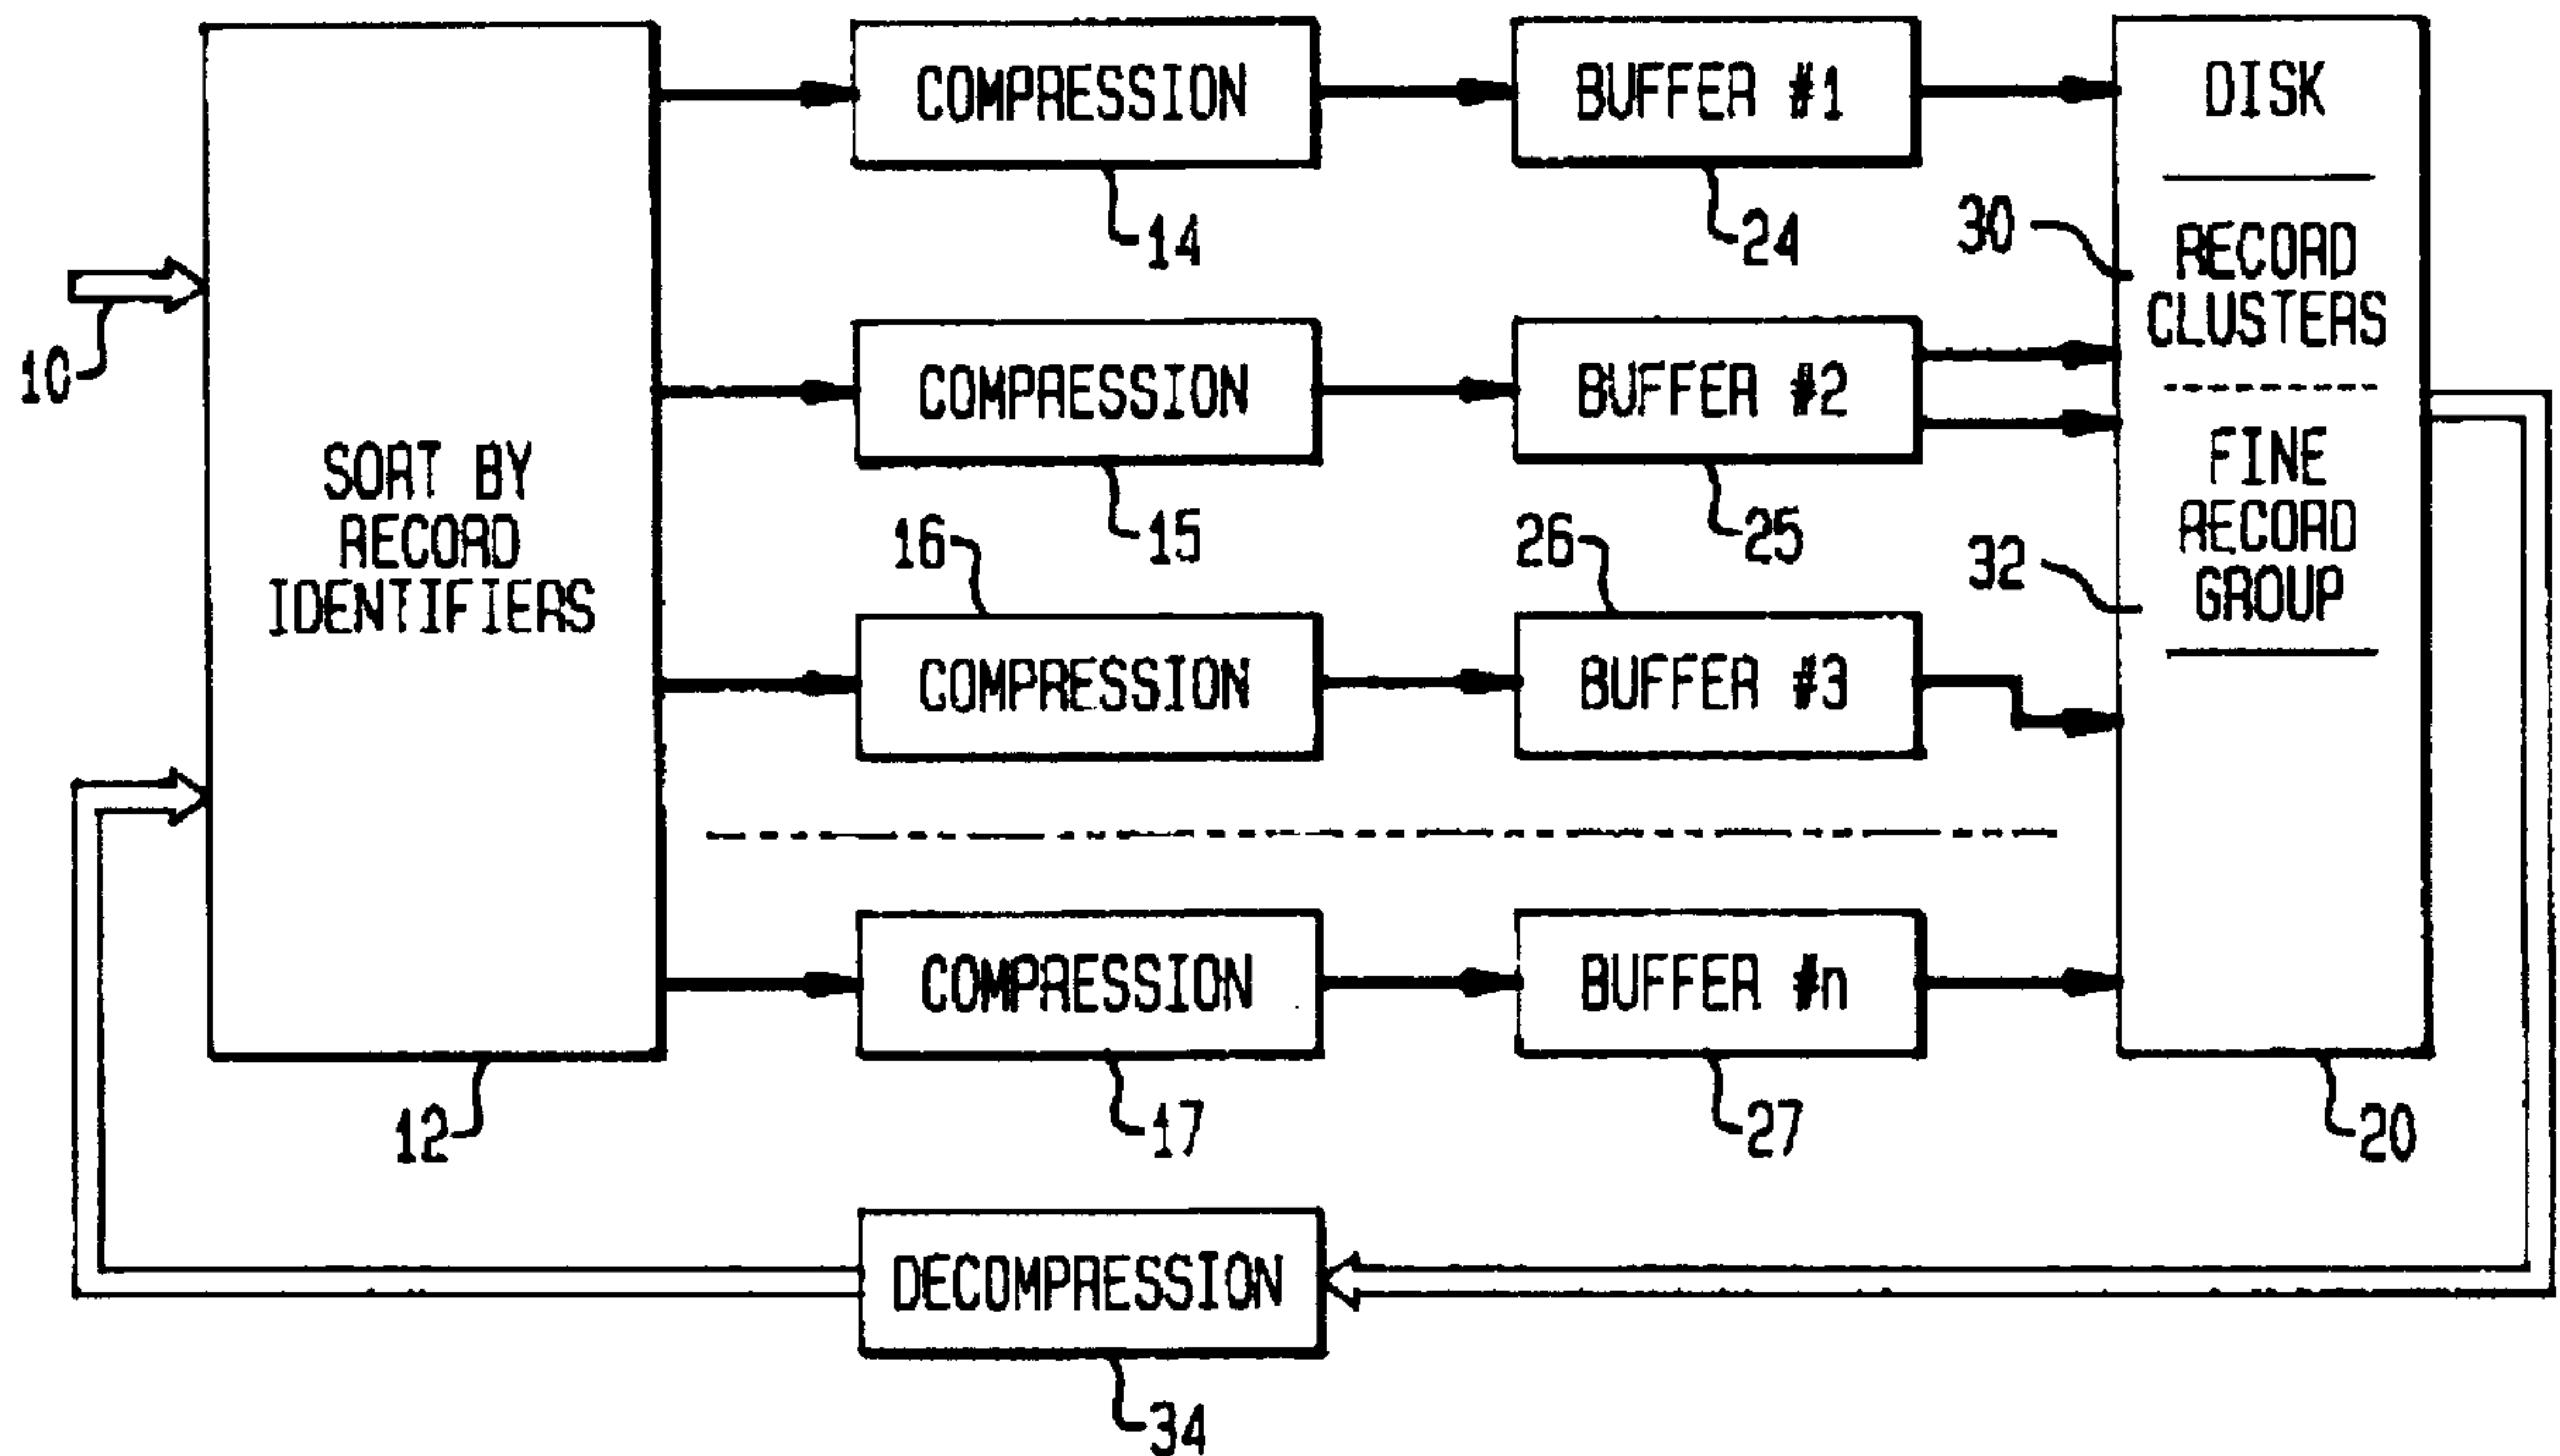 COMPRESSION
BUFFER #1
DISK
14
24
30
RECORD
CLUSTERS
10
COMPRESSION
BUFFER #2
SORT BY
RECORD
IDENTIFIERS
15
25
FINE
RECORD
GROUP
16
26
32
COMPRESSION
BUFFER #3
COMPRESSION
BUFFER #n
12
17
27
20
DECOMPRESSION
34